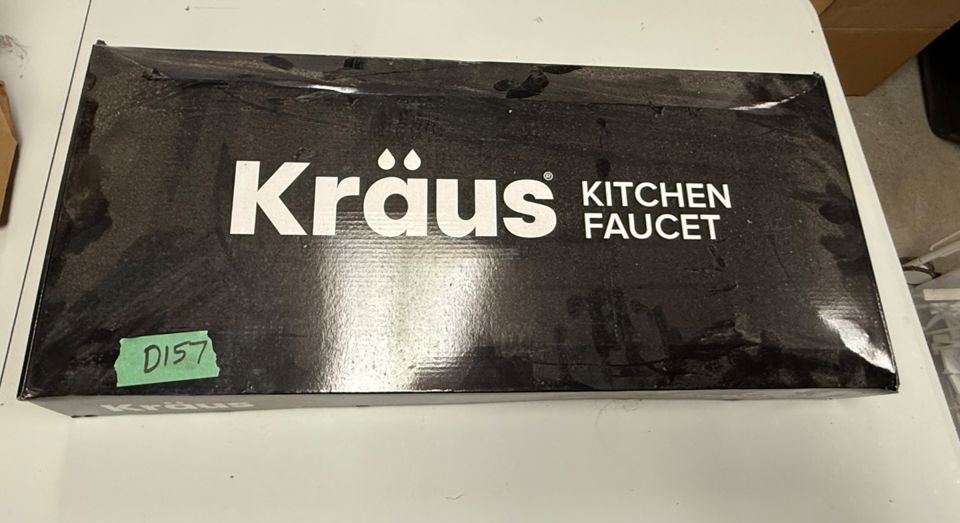 Kräus® KITCHEN
FAUCET
D157
Kräus